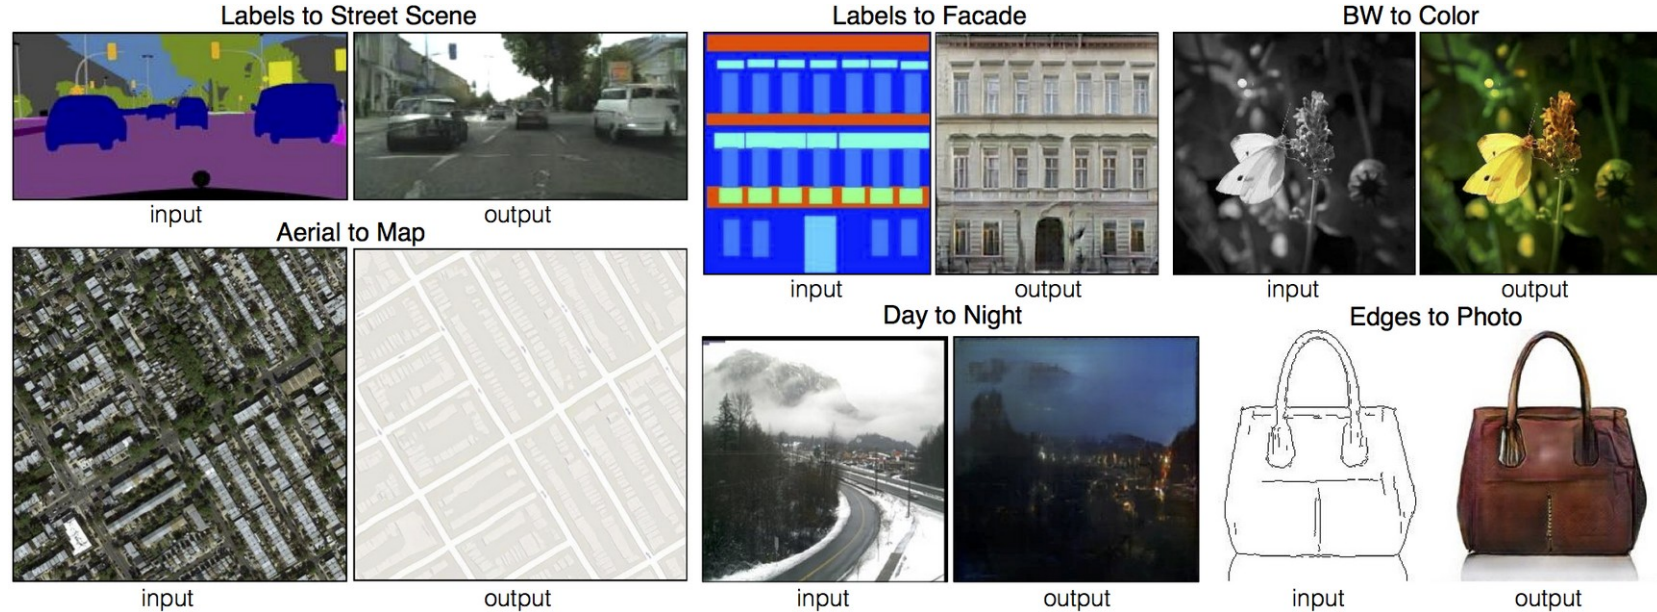 Labels to Street Scene
input
output
Aerial to Map
input
output
Labels to Facade
input
output
BW to Color
input
output
Day to Night
input
output
Edges to Photo
input
output